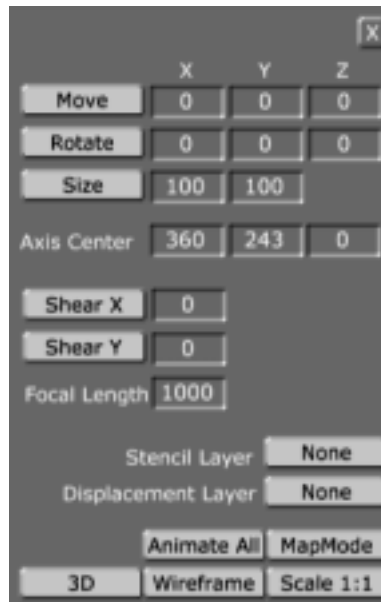 X
X Y Z
Move 0 0 0
Rotate 0 0 0
Size 100 100
Axis Center 360 243 0
Shear X 0
Shear Y 0
Focal Length 1000
Stencil Layer None
Displacement Layer None
Animate All MapMode
3D Wireframe Scale 1:1